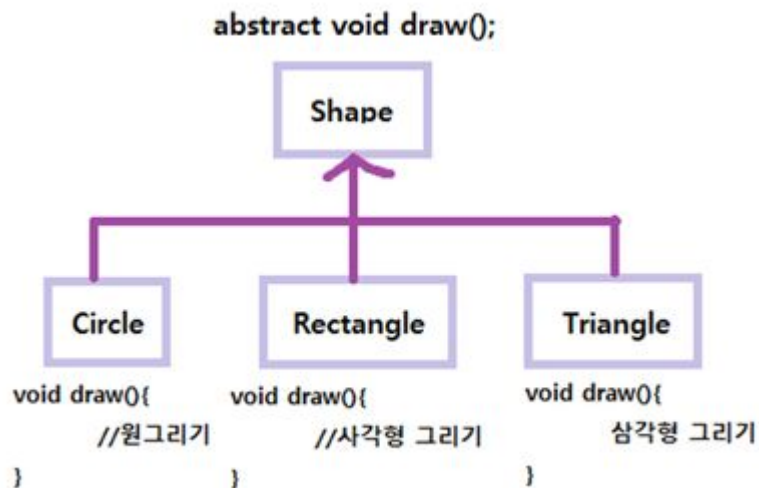 abstract void draw();
Shape
Circle
Rectangle
Triangle
void draw(){
//원그리기
}
void draw(){
//사각형 그리기
}
void draw(){
삼각형 그리기
}